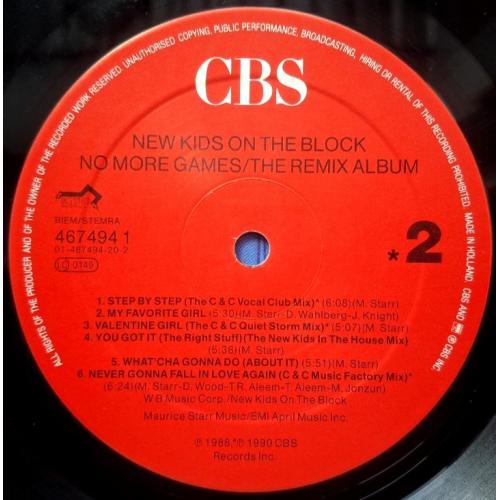 ALL RIGHTS OF THE PRODUCER AND OF THE OWNER OF THE RECORDED WORK RESERVED. UNAUTHORISED COPYING, PUBLIC PERFORMANCE, BROADCASTING, HIRING OR RENTAL OF THIS RECORDING PROHIBITED. MADE IN HOLLAND. CBS AND ℗ CBS INC.
CBS
NEW KIDS ON THE BLOCK
NO MORE GAMES/THE REMIX ALBUM
BIEM/STEMRA
467494 1
01-467494-20-2
LC 0149
*2
1. STEP BY STEP (The C & C Vocal Club Mix)* (6:08)(M. Starr)
2. MY FAVORITE GIRL (5:30)(M. Starr-D. Wahlberg-J. Knight)
3. VALENTINE GIRL (The C & C Quiet Storm Mix)* (5:07)(M. Starr)
4. YOU GOT IT (The Right Stuff)(The New Kids In The House Mix)
(5:36)(M. Starr)
5. WHAT'CHA GONNA DO (ABOUT IT) (5:51)(M. Starr)
6. NEVER GONNA FALL IN LOVE AGAIN (C & C Music Factory Mix)*
(6:24)(M. Starr-D. Wood-T.R. Aleem-T. Aleem-M. Jonzun)
WB Music Corp./New Kids On The Block
Maurice Starr Music/EMI April Music Inc.
℗ 1988, *℗ 1990 CBS
Records Inc.